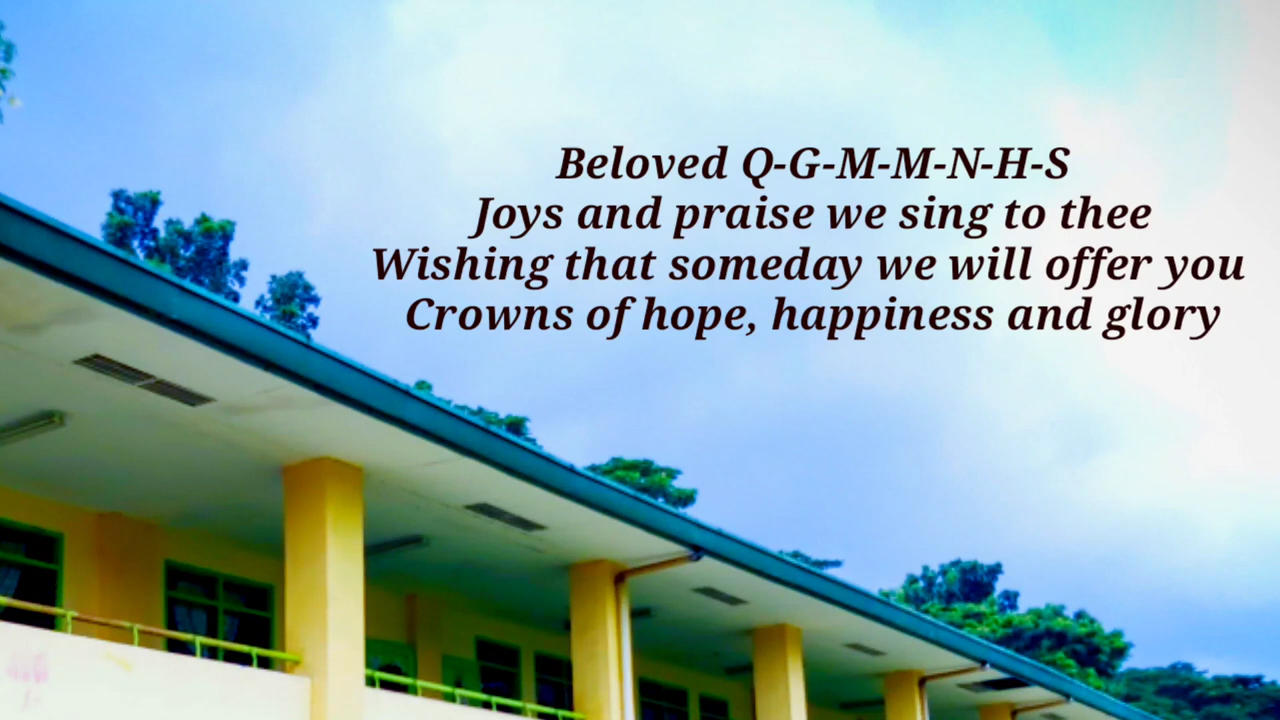 Beloved Q-G-M-M-N-H-S
Joys and praise we sing to thee
Wishing that someday we will offer you
Crowns of hope, happiness and glory